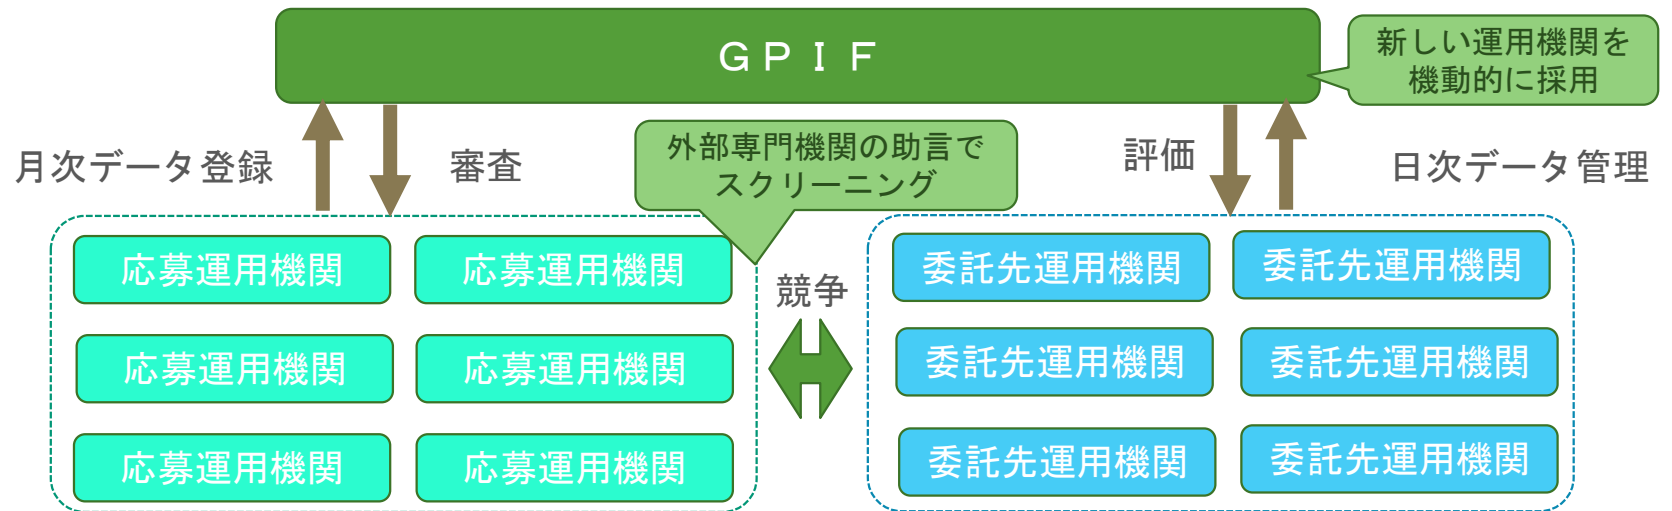 ＧＰＩＦ
新しい運用機関を
機動的に採用
月次データ登録
審査
外部専門機関の助言で
スクリーニング
評価
日次データ管理
応募運用機関
応募運用機関
応募運用機関
応募運用機関
応募運用機関
応募運用機関
競争
委託先運用機関
委託先運用機関
委託先運用機関
委託先運用機関
委託先運用機関
委託先運用機関